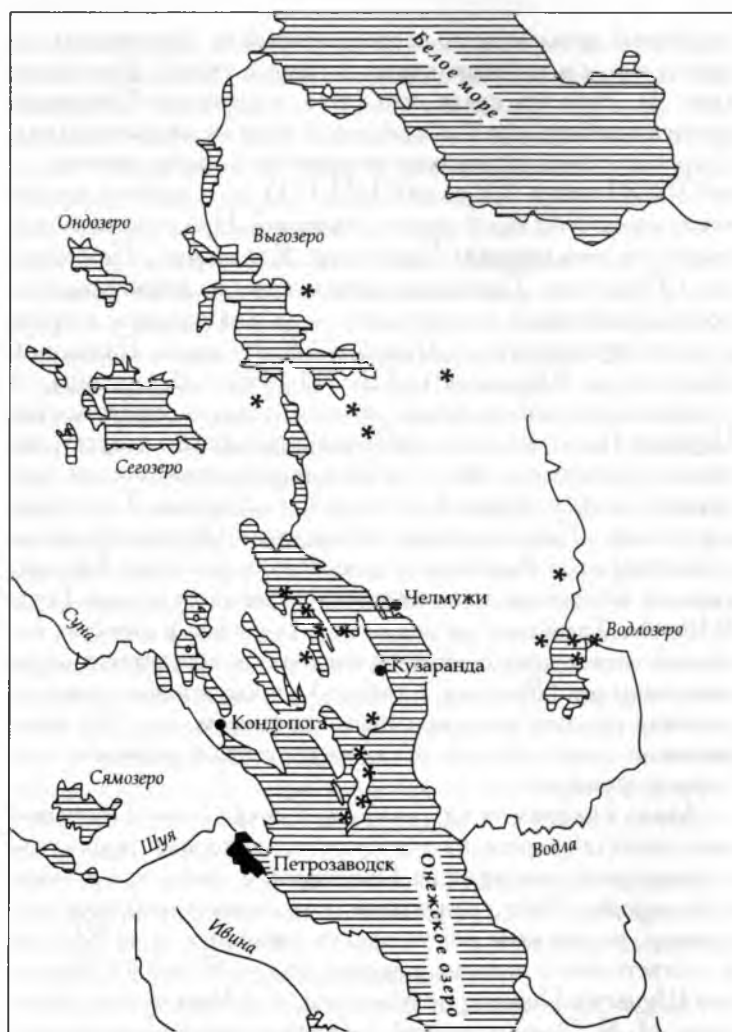 Белое море
Ондозеро
Выгозеро
Сегозеро
Челмужи
Суна
Водлозеро
Кузаранда
Кондопога
Сямозеро
Шуя
Водла
Петрозаводск
Онежское озеро
Ивина